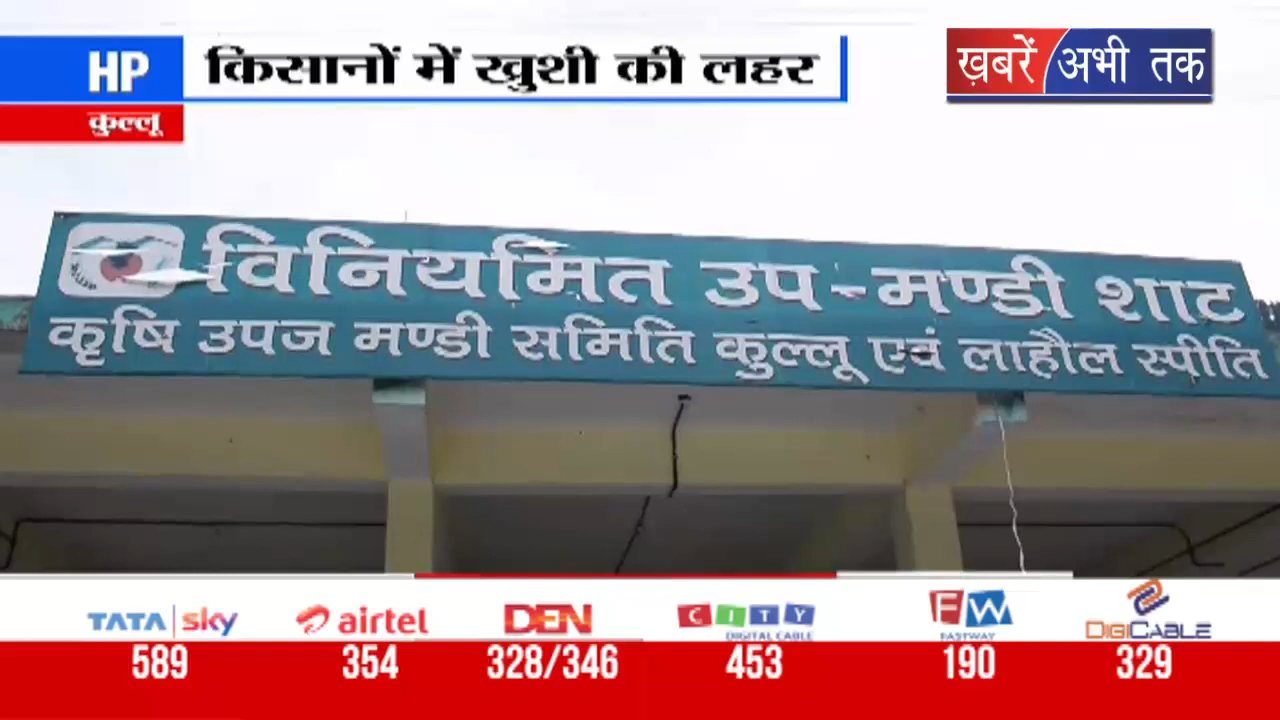 HP
किसानों में खुशी की लहर
ख़बरें अभी तक
कुल्लू
विनियमित उप-मण्डी शाट
कृषि उपज मण्डी समिति कुल्लू एवं लाहौल स्पीति
TATA sky airtel DEN CITY FW DIGICABLE
DIGITAL CABLE FASTWAY
589 354 328/346 453 190 329